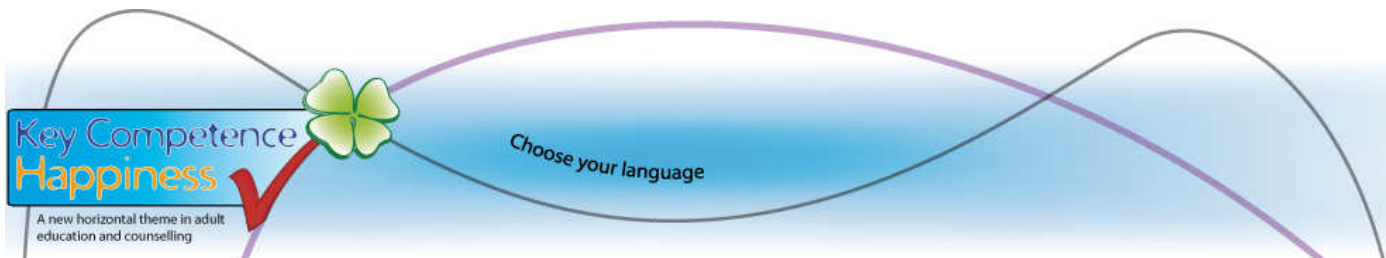 Key Competence
Happiness
A new horizontal theme in adult
education and counselling
Choose your language